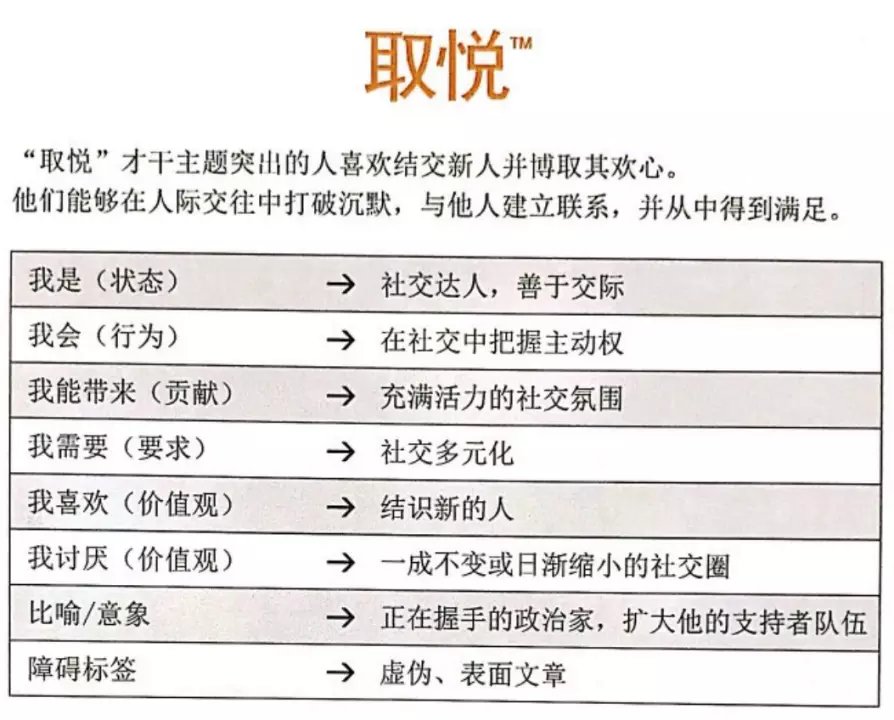 取悦™
“取悦”才干主题突出的人喜欢结交新人并博取其欢心。
他们能够在人际交往中打破沉默，与他人建立联系，并从中得到满足。
我是（状态） → 社交达人，善于交际
我会（行为） → 在社交中把握主动权
我能带来（贡献） → 充满活力的社交氛围
我需要（要求） → 社交多元化
我喜欢（价值观） → 结识新的人
我讨厌（价值观） → 一成不变或日渐缩小的社交圈
比喻/意象 → 正在握手的政治家，扩大他的支持者队伍
障碍标签 → 虚伪、表面文章